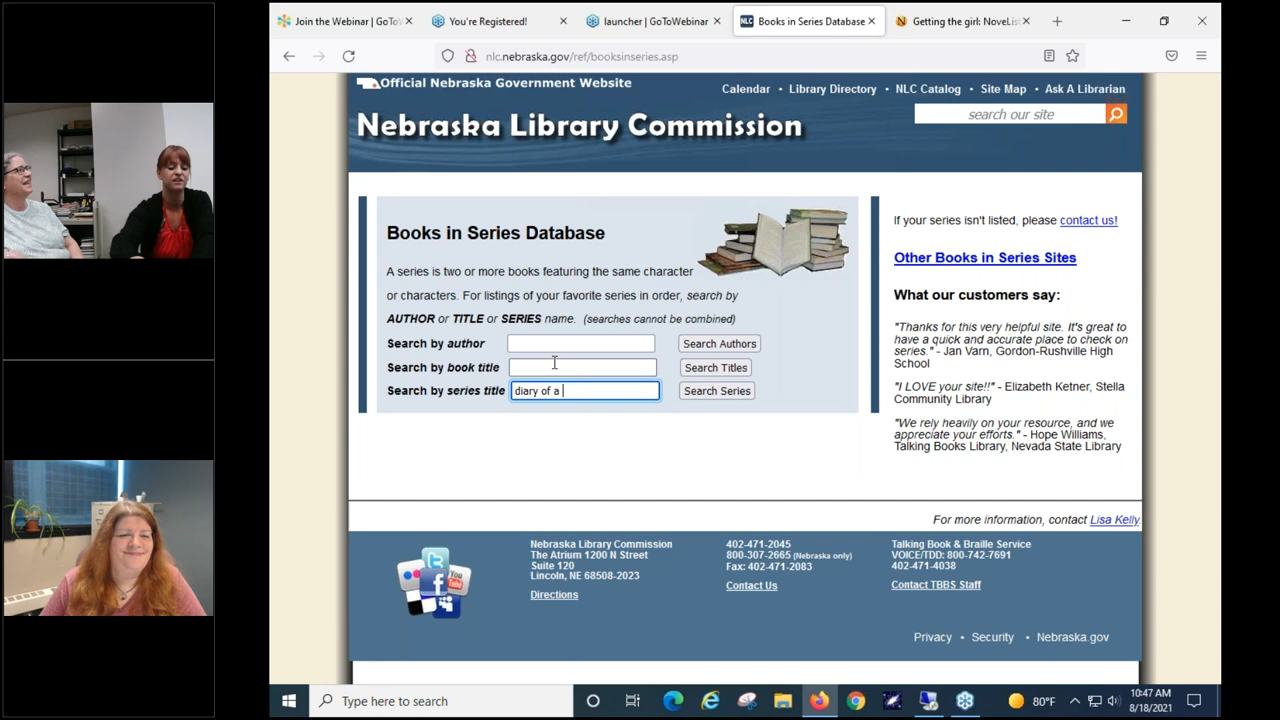 Join the Webinar | GoToW
You're Registered!
launcher | GoToWebinar
NLC Books in Series Database
N Getting the girl: NoveList
nlc.nebraska.gov/ref/booksinseries.asp
Official Nebraska Government Website
Calendar • Library Directory • NLC Catalog • Site Map • Ask A Librarian
search our site
Nebraska Library Commission
Books in Series Database
A series is two or more books featuring the same character
or characters. For listings of your favorite series in order, search by
AUTHOR or TITLE or SERIES name. (searches cannot be combined)
Search by author
Search Authors
Search by book title
Search Titles
Search by series title
diary of a
Search Series
If your series isn't listed, please contact us!
Other Books in Series Sites
What our customers say:
"Thanks for this very helpful site. It's great to
have a quick and accurate place to check on
series." - Jan Varn, Gordon-Rushville High
School
"I LOVE your site!!" - Elizabeth Ketner, Stella
Community Library
"We rely heavily on your resource, and we
appreciate your efforts." - Hope Williams,
Talking Books Library, Nevada State Library
For more information, contact Lisa Kelly.
You
Tube
Nebraska Library Commission
The Atrium 1200 N Street
Suite 120
Lincoln, NE 68508-2023
Directions
402-471-2045
800-307-2665 (Nebraska only)
Fax: 402-471-2083
Contact Us
Talking Book & Braille Service
VOICE/TDD: 800-742-7691
402-471-4038
Contact TBBS Staff
Privacy • Security • Nebraska.gov
Type here to search
80°F
10:47 AM
8/18/2021